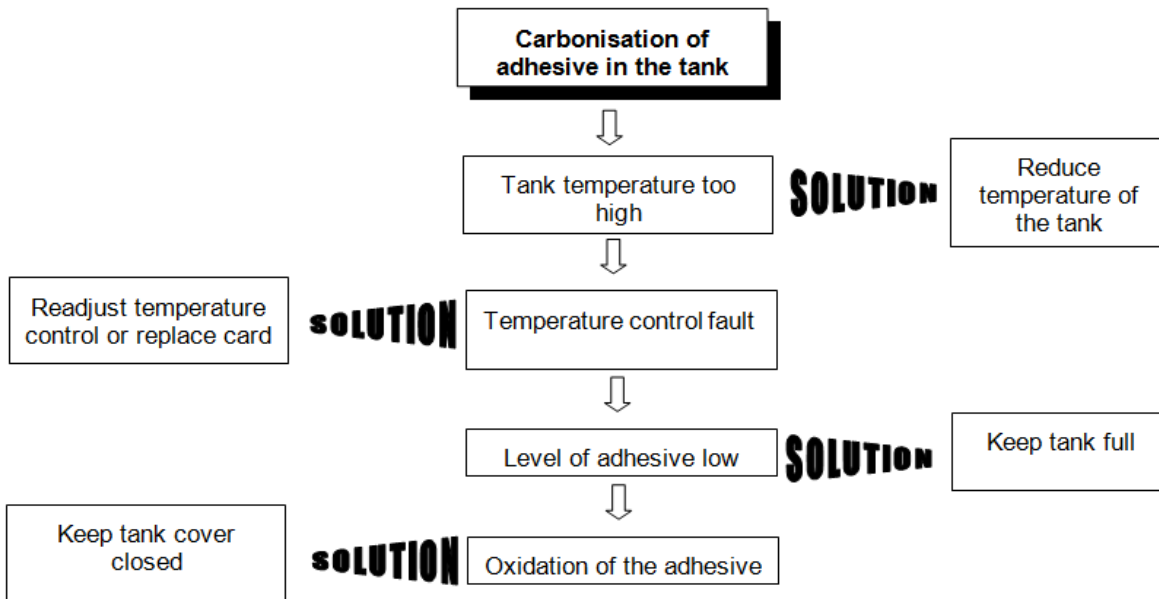 Carbonisation of
adhesive in the tank
Tank temperature too
high
SOLUTION
Reduce
temperature of
the tank
Readjust temperature
control or replace card
SOLUTION
Temperature control fault
Level of adhesive low
SOLUTION
Keep tank full
Keep tank cover
closed
SOLUTION
Oxidation of the adhesive